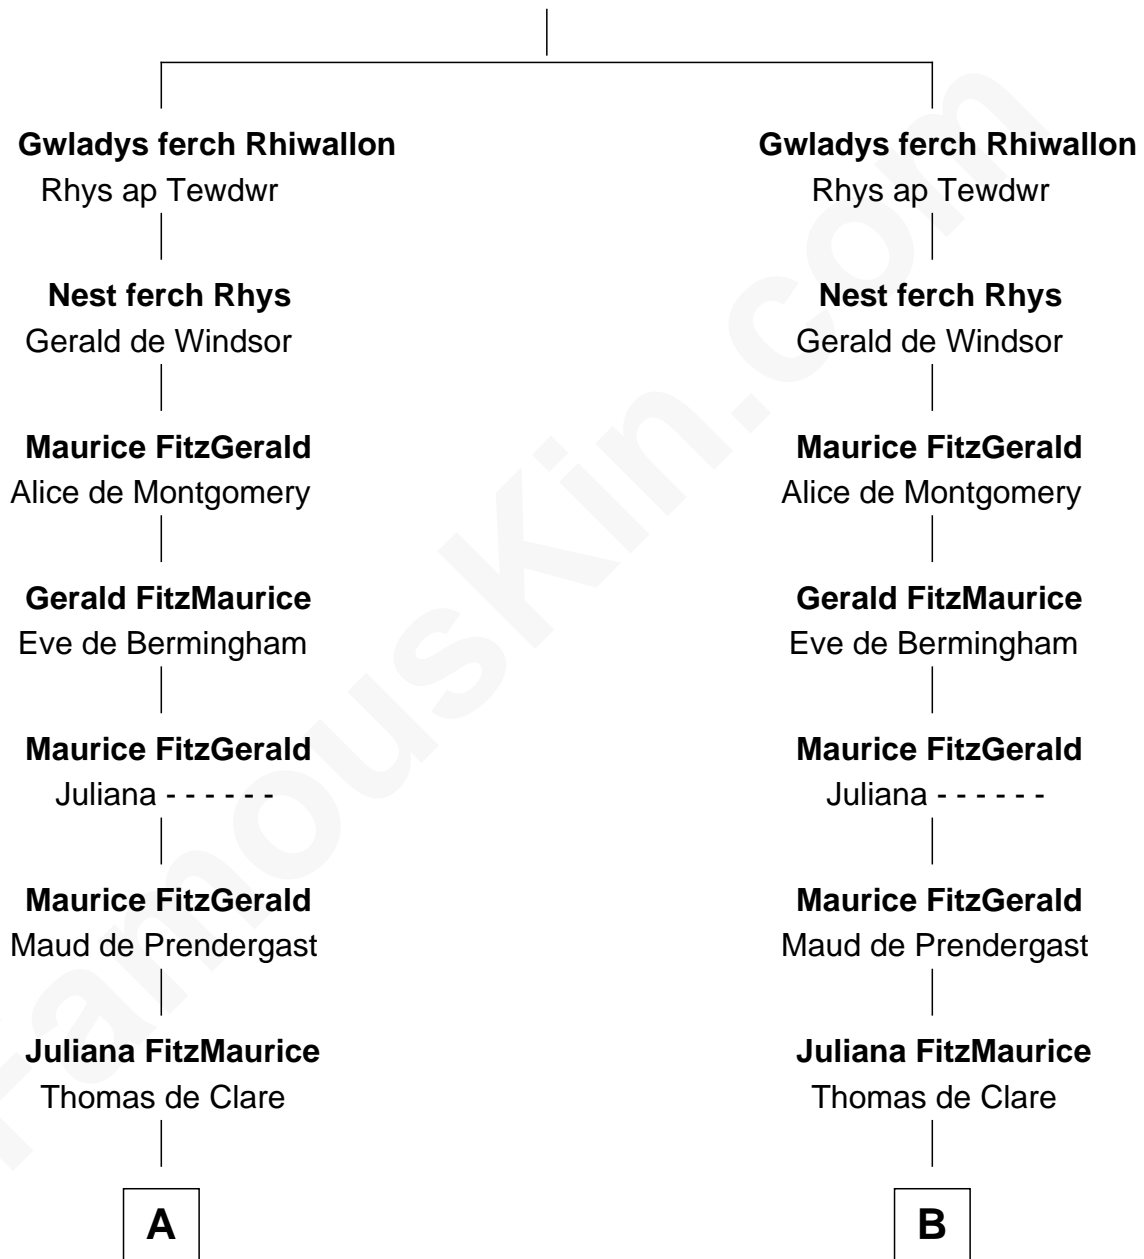 Gwladys ferch Rhiwallon
Rhys ap Tewdwr
Nest ferch Rhys
Gerald de Windsor
Maurice FitzGerald
Alice de Montgomery
Gerald FitzMaurice
Eve de Bermingham
Maurice FitzGerald
Juliana - - - - - -
Maurice FitzGerald
Maud de Prendergast
Juliana FitzMaurice
Thomas de Clare
A
Gwladys ferch Rhiwallon
Rhys ap Tewdwr
Nest ferch Rhys
Gerald de Windsor
Maurice FitzGerald
Alice de Montgomery
Gerald FitzMaurice
Eve de Bermingham
Maurice FitzGerald
Juliana - - - - - -
Maurice FitzGerald
Maud de Prendergast
Juliana FitzMaurice
Thomas de Clare
B
FamousKin.com